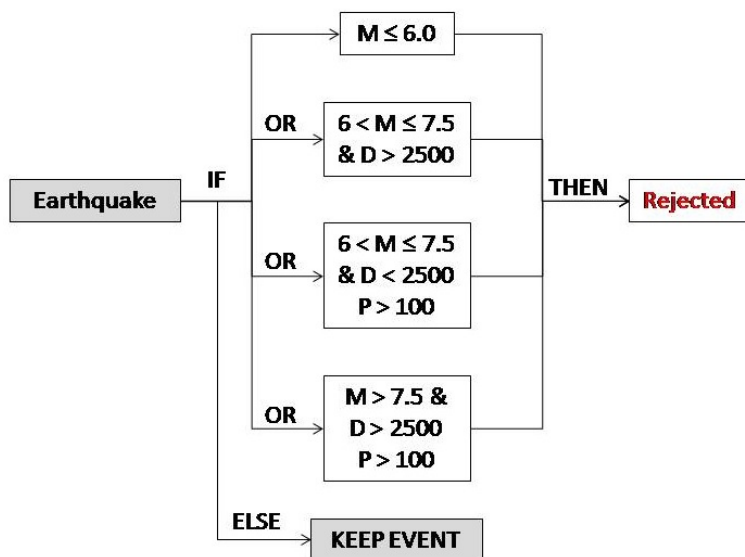 M ≤ 6.0
OR
6 < M ≤ 7.5
& D > 2500
IF
Earthquake
THEN
Rejected
OR
6 < M ≤ 7.5
& D < 2500
P > 100
OR
M > 7.5 &
D > 2500
P > 100
ELSE
KEEP EVENT